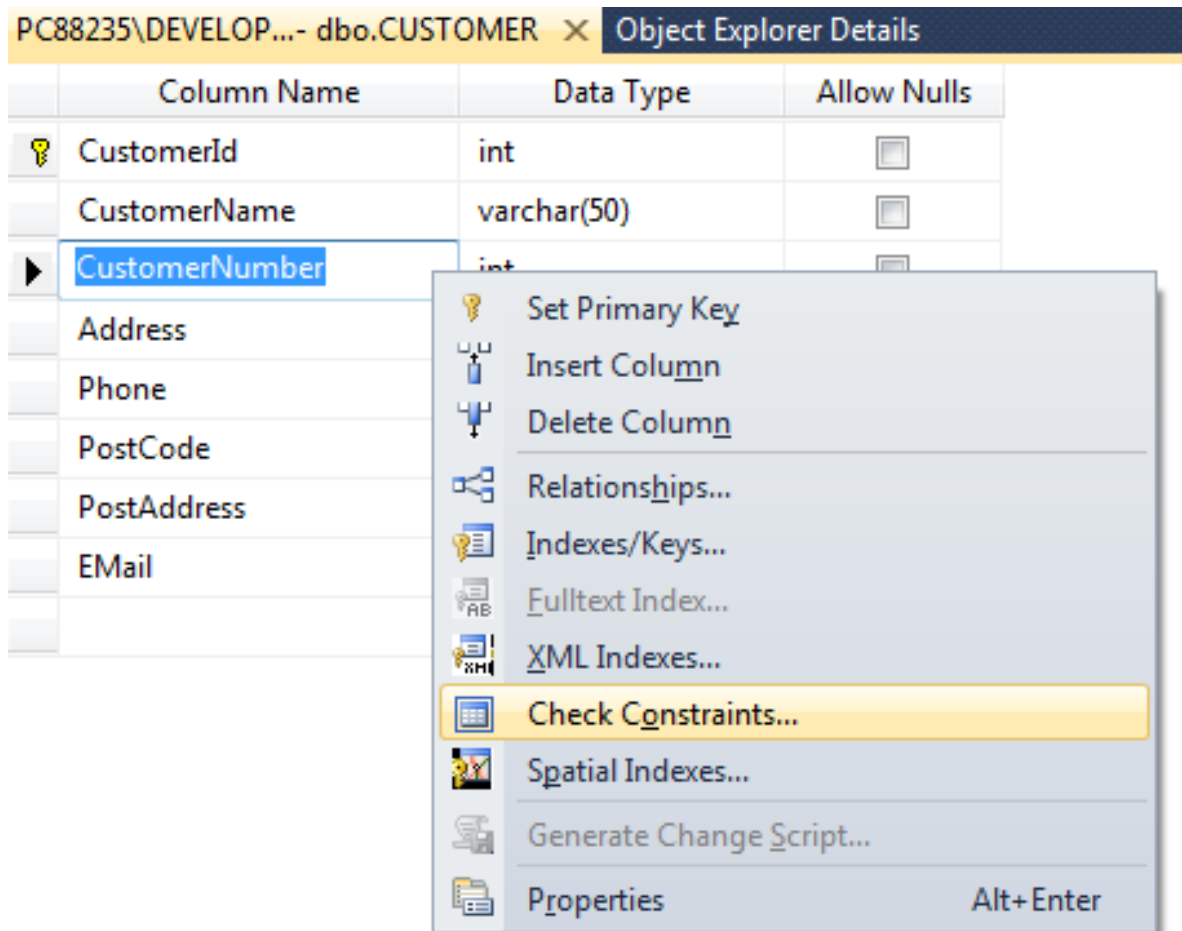 PC88235\DEVELOP...- dbo.CUSTOMER × Object Explorer Details
Column Name Data Type Allow Nulls
CustomerId int
CustomerName varchar(50)
CustomerNumber int
Address
Phone
PostCode
PostAddress
EMail
Set Primary Key
Insert Column
Delete Column
Relationships...
Indexes/Keys...
Fulltext Index...
XML Indexes...
Check Constraints...
Spatial Indexes...
Generate Change Script...
Properties Alt+Enter